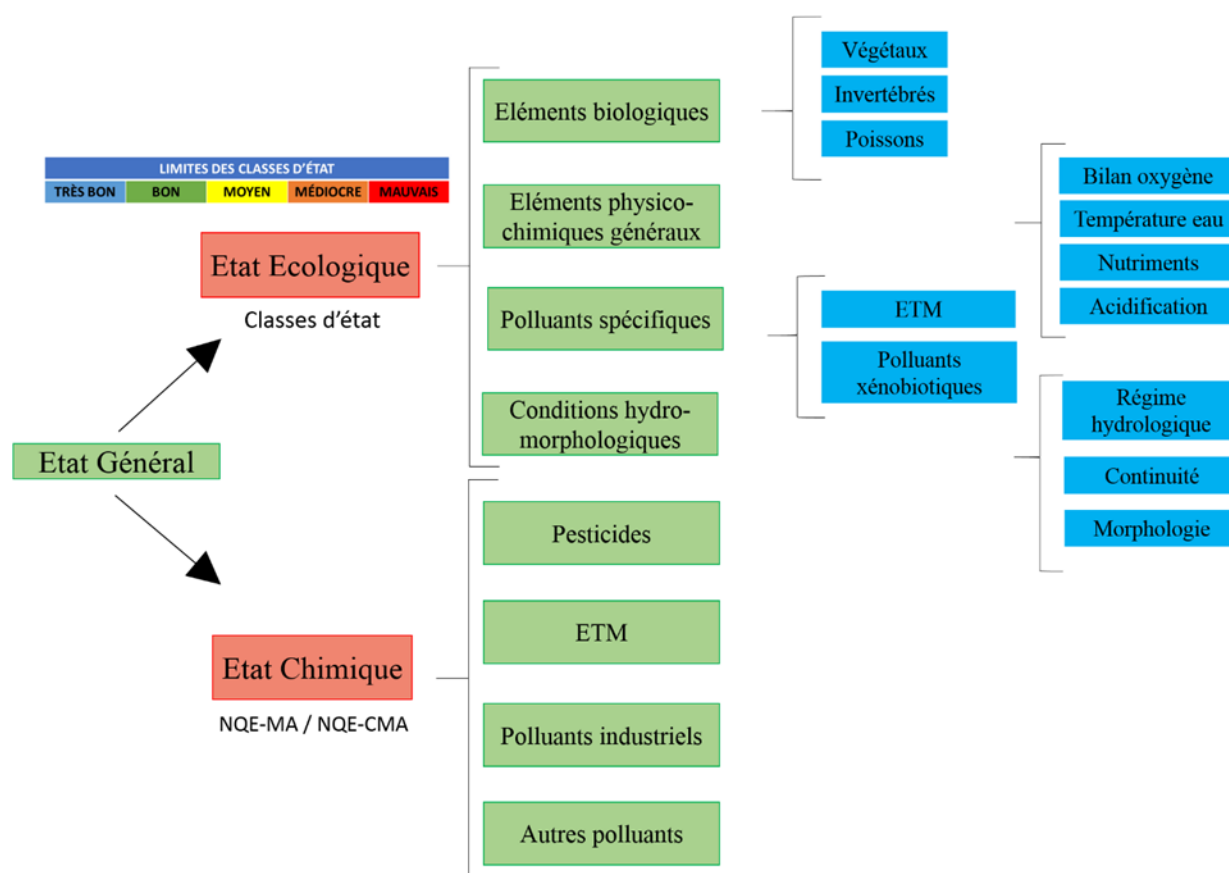 LIMITES DES CLASSES D'ÉTAT
TRÈS BON BON MOYEN MÉDIOCRE MAUVAIS
Etat Général
Etat Ecologique
Classes d'état
Eléments biologiques
Végétaux
Invertébrés
Poissons
Eléments physico-
chimiques généraux
Bilan oxygène
Température eau
Nutriments
Acidification
Polluants spécifiques
ETM
Polluants
xénobiotiques
Conditions hydro-
morphologiques
Régime
hydrologique
Continuité
Morphologie
Etat Chimique
NQE-MA / NQE-CMA
Pesticides
ETM
Polluants industriels
Autres polluants